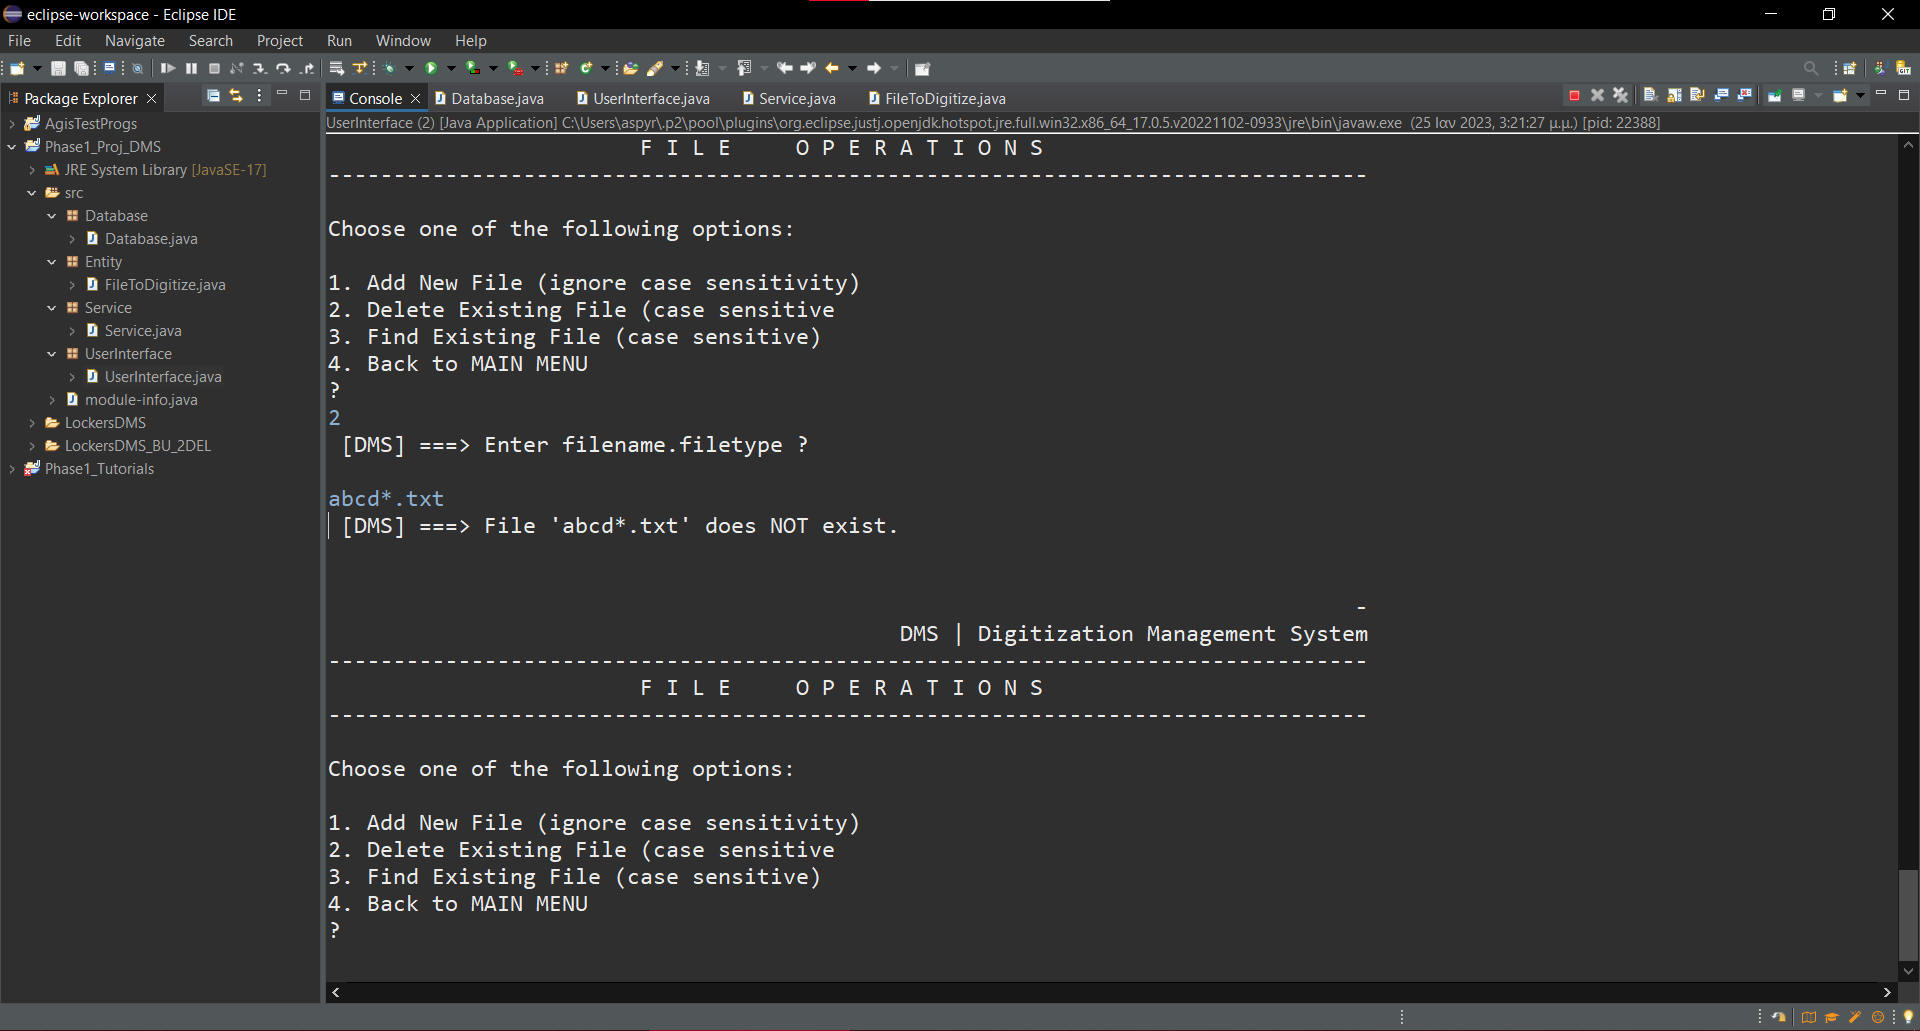 eclipse-workspace - Eclipse IDE
File Edit Navigate Search Project Run Window Help
Package Explorer
Console Database.java UserInterface.java Service.java FileToDigitize.java
UserInterface (2) [Java Application] C:\Users\aspyr\.p2\pool\plugins\org.eclipse.justj.openjdk.hotspot.jre.full.win32.x86_64_17.0.5.v20221102-0933\jre\bin\javaw.exe (25 Ιαν 2023, 3:21:27 μ.μ.) [pid: 22388]
AgisTestProgs
Phase1_Proj_DMS
JRE System Library [JavaSE-17]
src
Database
Database.java
Entity
FileToDigitize.java
Service
Service.java
UserInterface
UserInterface.java
module-info.java
LockersDMS
LockersDMS_BU_2DEL
Phase1_Tutorials
F I L E    O P E R A T I O N S
--------------------------------------------------------------------------------
Choose one of the following options:
1. Add New File (ignore case sensitivity)
2. Delete Existing File (case sensitive
3. Find Existing File (case sensitive)
4. Back to MAIN MENU
?
2
[DMS] ===> Enter filename.filetype ?
abcd*.txt
[DMS] ===> File 'abcd*.txt' does NOT exist.
-
DMS | Digitization Management System
--------------------------------------------------------------------------------
F I L E    O P E R A T I O N S
--------------------------------------------------------------------------------
Choose one of the following options:
1. Add New File (ignore case sensitivity)
2. Delete Existing File (case sensitive
3. Find Existing File (case sensitive)
4. Back to MAIN MENU
?